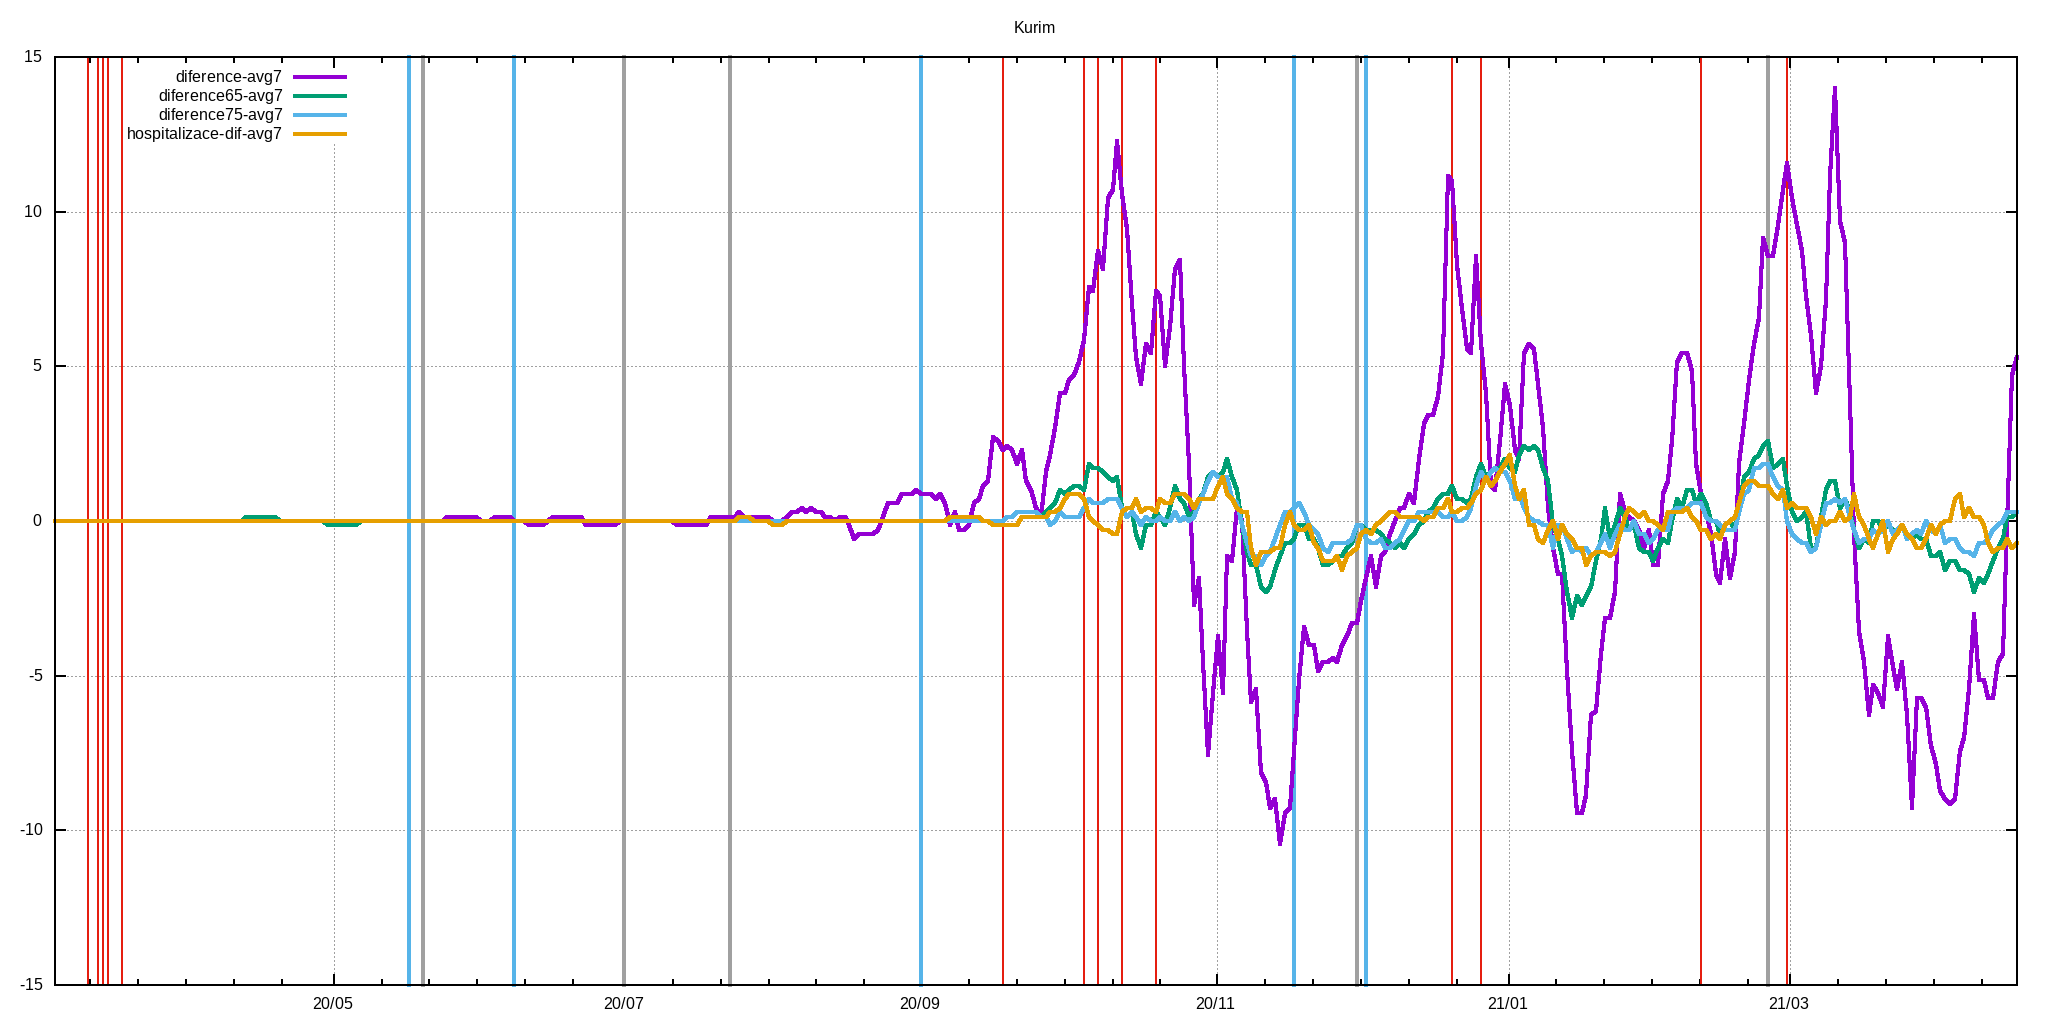 Kurim
15
diference-avg7
diference65-avg7
diference75-avg7
hospitalizace-dif-avg7
10
5
0
-5
-10
-15
20/05 20/07 20/09 20/11 21/01 21/03